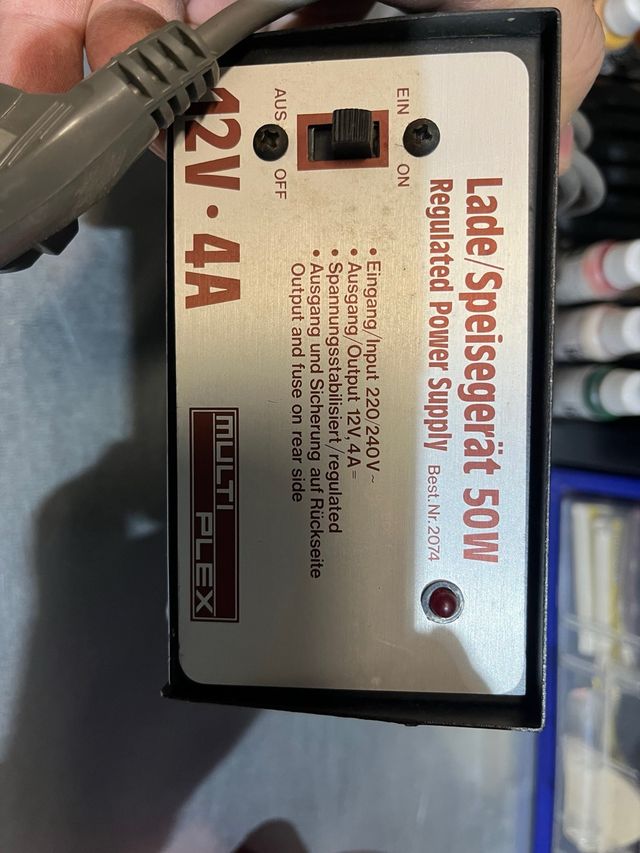 Lade/Speisegerät 50W
Regulated Power Supply Best.Nr.2074
EIN
ON
AUS
OFF
• Eingang/Input 220/240V~
• Ausgang/Output 12V, 4A=
• Spannungsstabilisiert/regulated
• Ausgang und Sicherung auf Rückseite
Output and fuse on rear side
12V · 4A
MULTI
PLEX